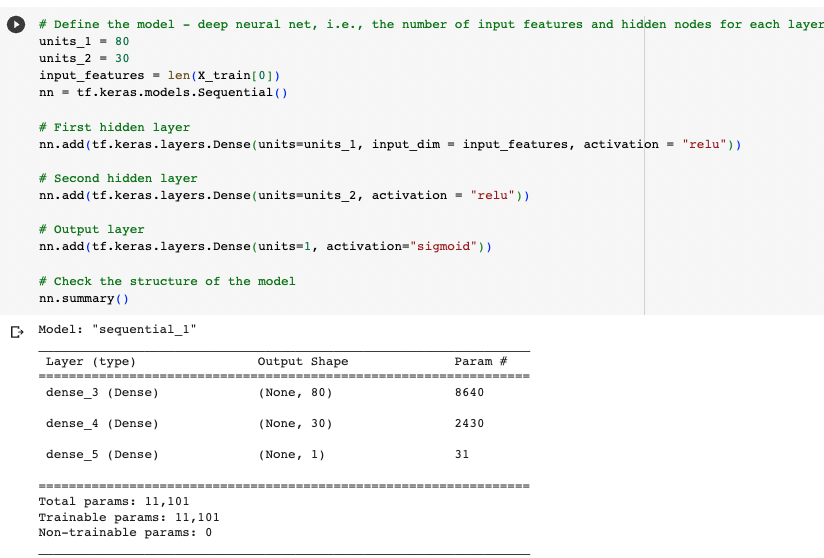 # Define the model - deep neural net, i.e., the number of input features and hidden nodes for each layer
units_1 = 80
units_2 = 30
input_features = len(X_train[0])
nn = tf.keras.models.Sequential()
# First hidden layer
nn.add(tf.keras.layers.Dense(units=units_1, input_dim = input_features, activation = "relu"))
# Second hidden layer
nn.add(tf.keras.layers.Dense(units=units_2, activation = "relu"))
# Output layer
nn.add(tf.keras.layers.Dense(units=1, activation="sigmoid"))
# Check the structure of the model
nn.summary()
Model: "sequential_1"
Layer (type) Output Shape Param #
dense_3 (Dense) (None, 80) 8640
dense_4 (Dense) (None, 30) 2430
dense_5 (Dense) (None, 1) 31
Total params: 11,101
Trainable params: 11,101
Non-trainable params: 0